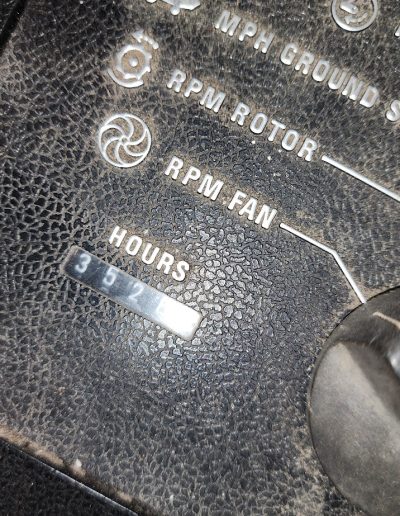 MPH GROUND
RPM ROTOR
RPM FAN
HOURS
352